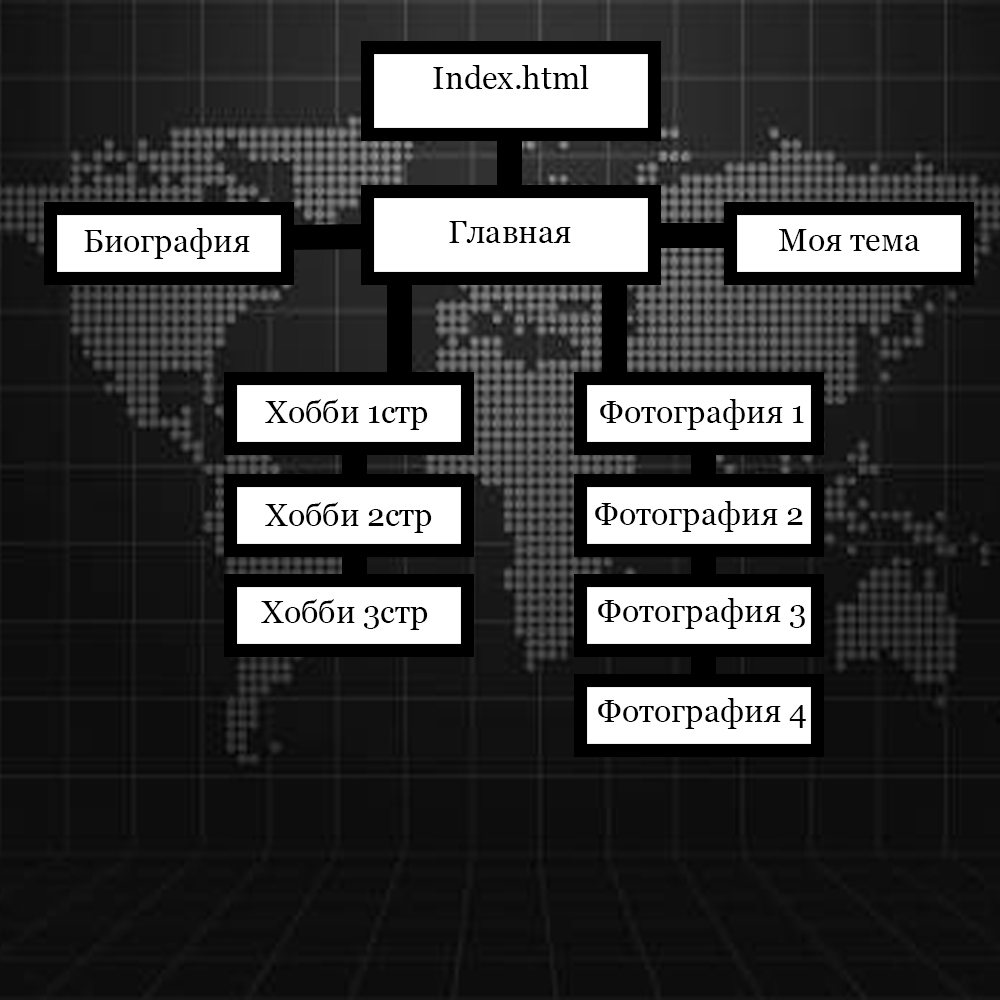 Index.html
Биография
Главная
Моя тема
Хобби 1стр
Фотография 1
Хобби 2стр
Фотография 2
Хобби 3стр
Фотография 3
Фотография 4